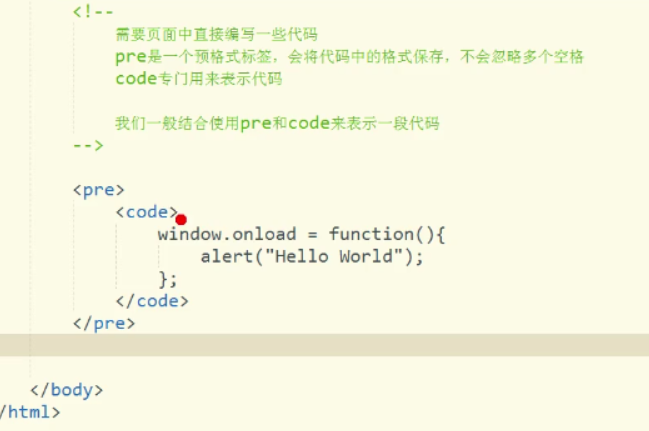 <!--
需要页面中直接编写一些代码
pre是一个预格式标签，会将代码中的格式保存，不会忽略多个空格
code专门用来表示代码
我们一般结合使用pre和code来表示一段代码
-->
<pre>
<code>
window.onload = function(){
alert("Hello World");
};
</code>
</pre>
</body>
/html>